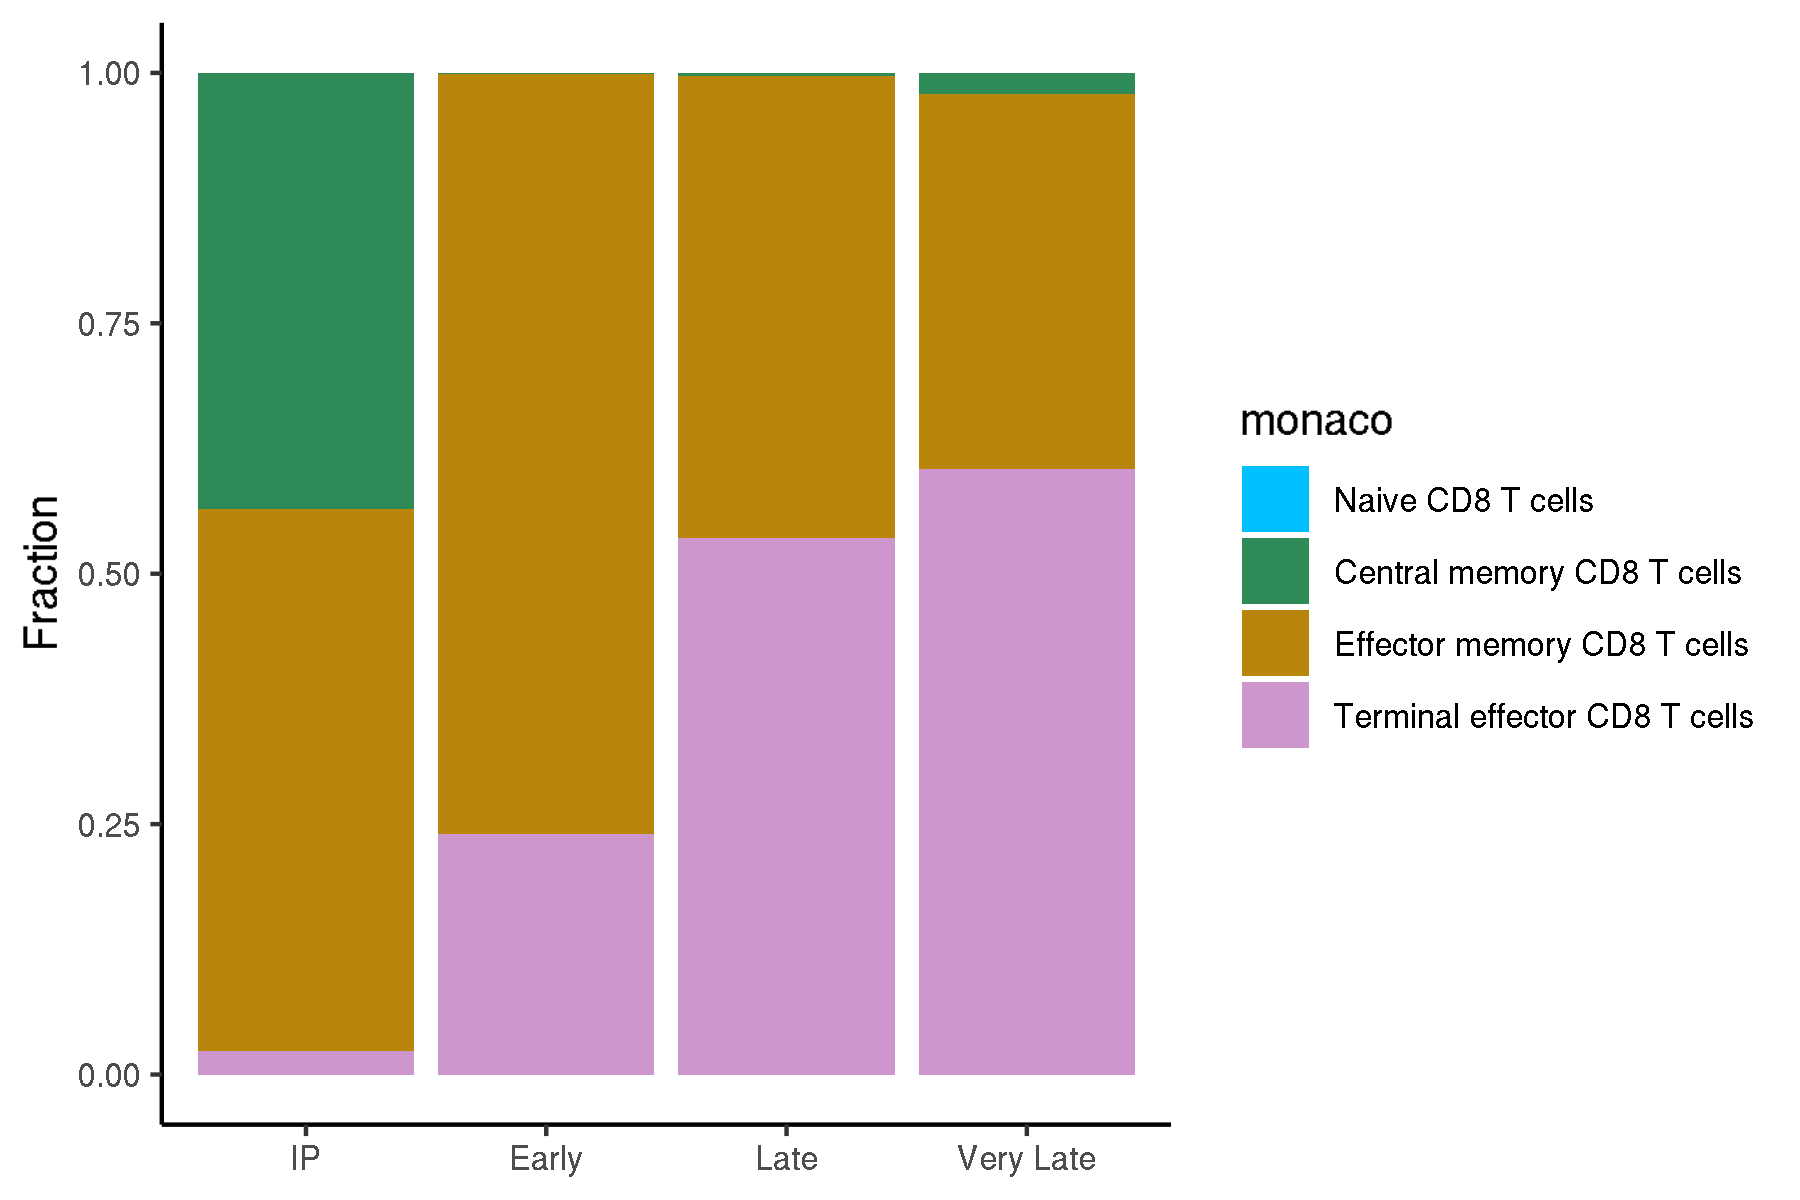 Fraction
1.00
0.75
0.50
0.25
0.00
IP
Early
Late
Very Late
monaco
Naive CD8 T cells
Central memory CD8 T cells
Effector memory CD8 T cells
Terminal effector CD8 T cells